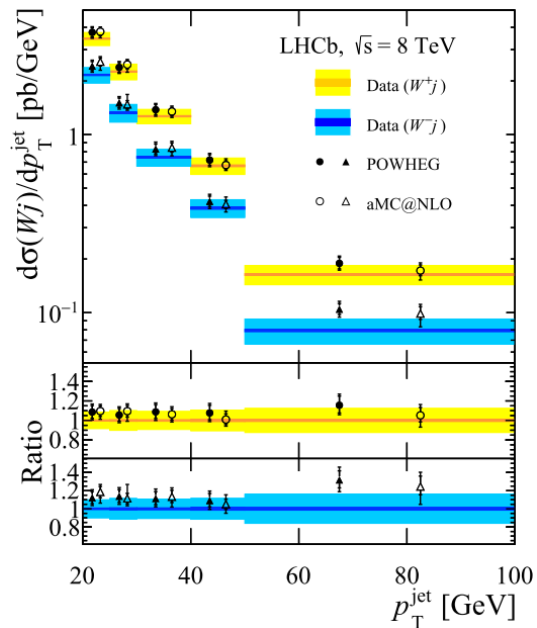 LHCb, √s = 8 TeV
Data (W⁺j)
Data (W⁻j)
POWHEG
aMC@NLO
dσ(Wj)/dp_T^jet [pb/GeV]
1
10⁻¹
Ratio
1.4
1.2
1
0.8
1.4
1.2
1
0.8
20 40 60 80 100
p_T^jet [GeV]